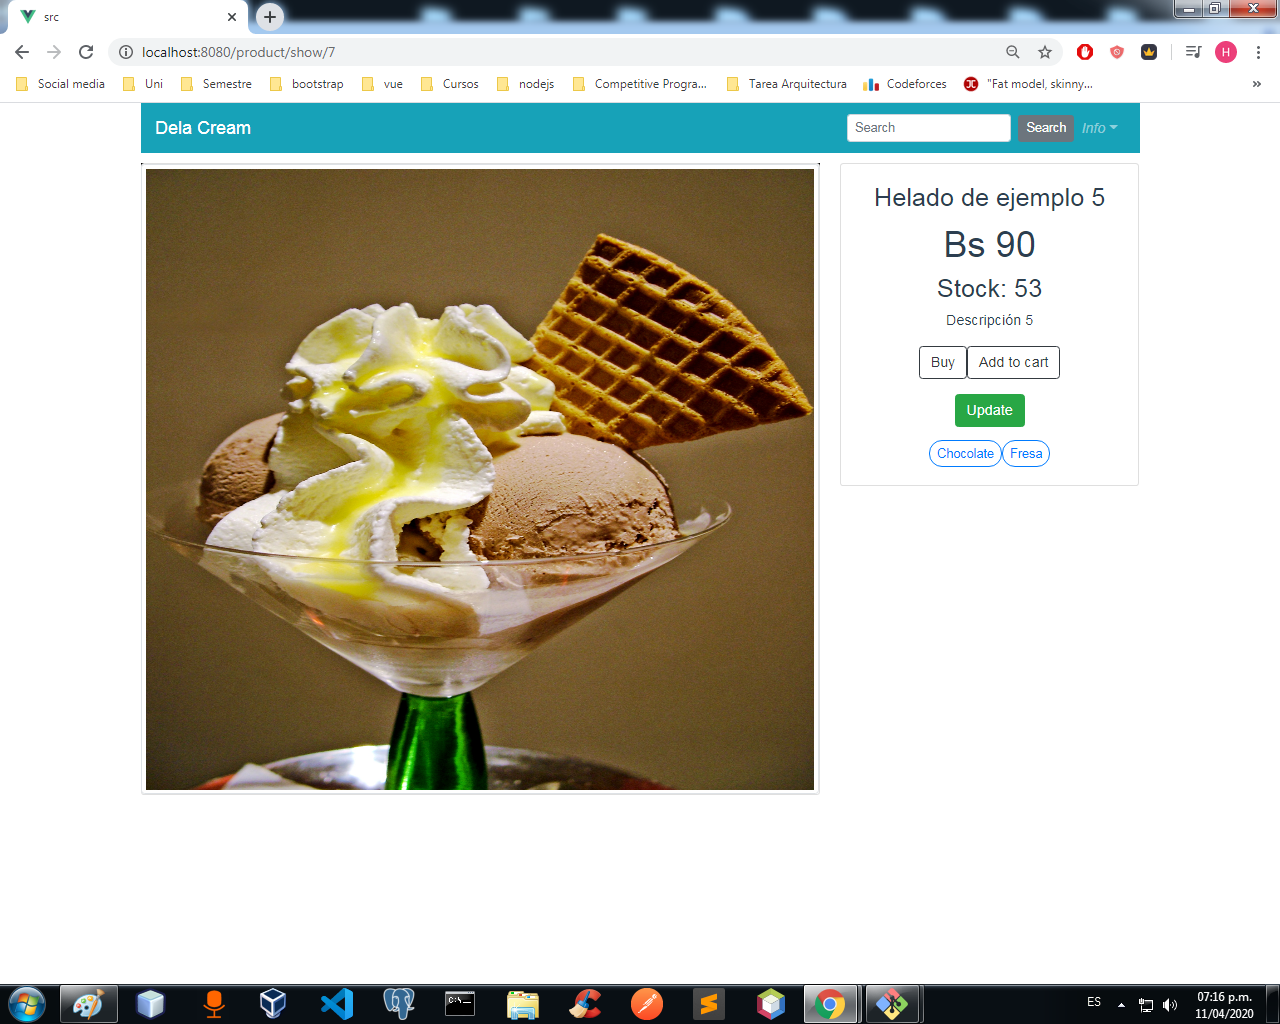 src
localhost:8080/product/show/7
H
Social media
Uni
Semestre
bootstrap
vue
Cursos
nodejs
Competitive Progra...
Tarea Arquitectura
Codeforces
"Fat model, skinny...
»
Dela Cream
Search
Search
Info
Helado de ejemplo 5
Bs 90
Stock: 53
Descripción 5
Buy
Add to cart
Update
Chocolate
Fresa
C:\_
ES
07:16 p.m.
11/04/2020